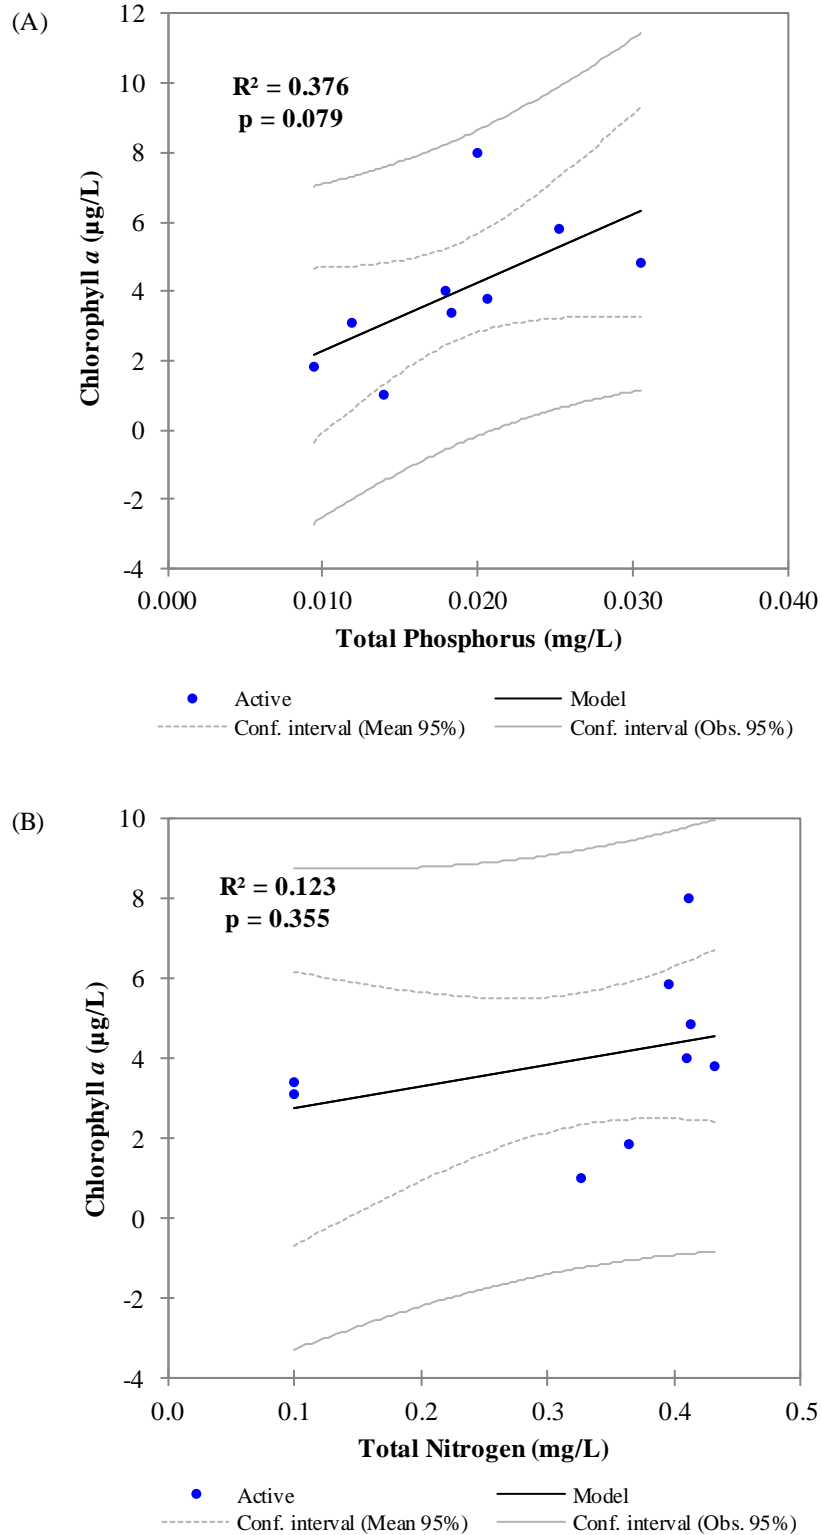 (A)
12
10
8
6
4
2
0
-2
-4
R² = 0.376
p = 0.079
Chlorophyll a (µg/L)
0.000 0.010 0.020 0.030 0.040
Total Phosphorus (mg/L)
Active Model
Conf. interval (Mean 95%) Conf. interval (Obs. 95%)
(B)
10
8
6
4
2
0
-2
-4
R² = 0.123
p = 0.355
Chlorophyll a (µg/L)
0.0 0.1 0.2 0.3 0.4 0.5
Total Nitrogen (mg/L)
Active Model
Conf. interval (Mean 95%) Conf. interval (Obs. 95%)